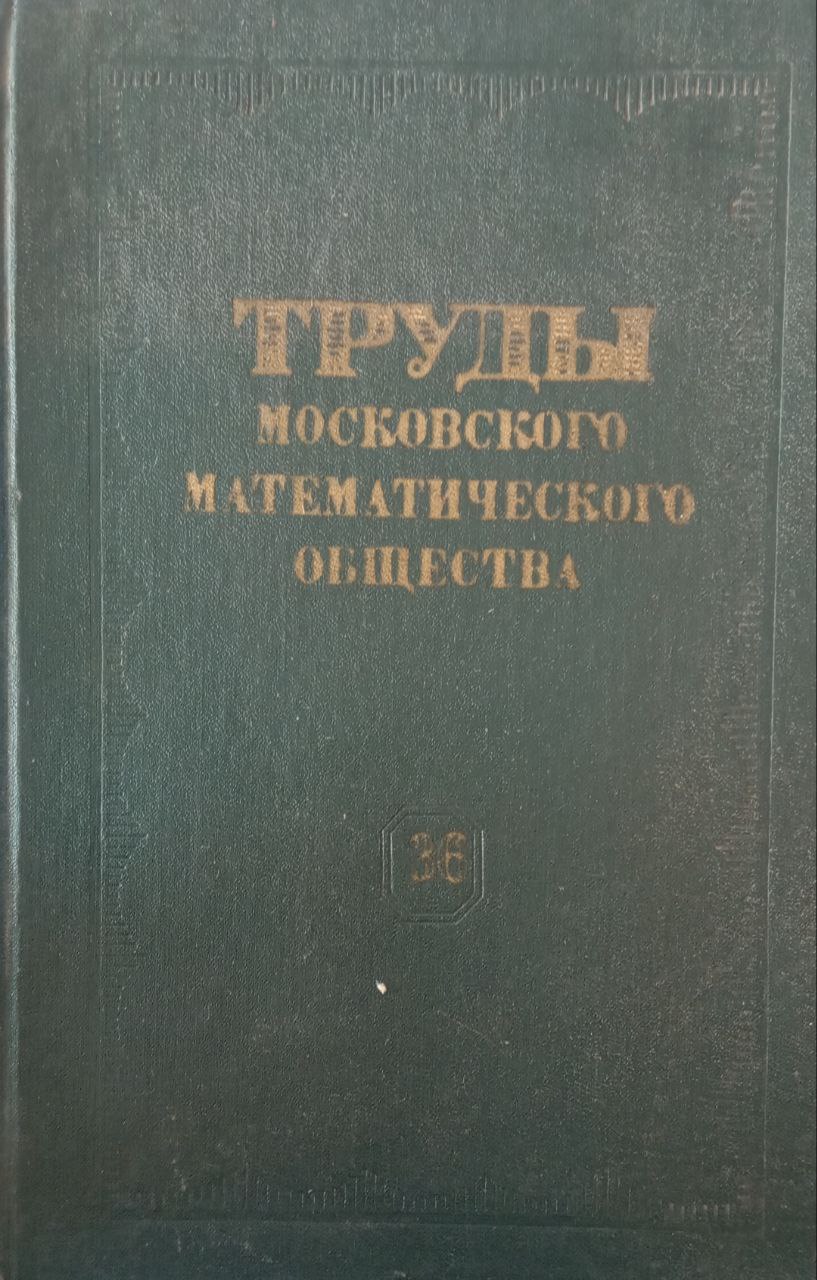 ТРУДЫ
МОСКОВСКОГО
МАТЕМАТИЧЕСКОГО
ОБЩЕСТВА
36